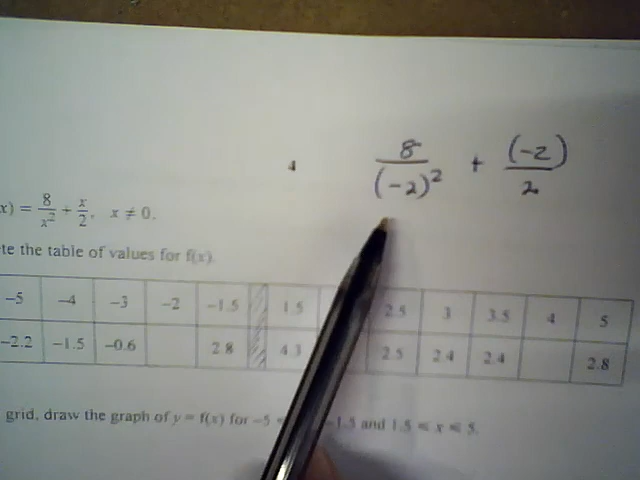 4
8/(-2)² + (-2)/2
x) = 8/x² + x/2, x ≠ 0.
te the table of values for f(x).
-5 -4 -3 -2 -1.5 1.5 2.5 3 3.5 4 5
-2.2 -1.5 -0.6 2.8 4.3 2.5 2.4 2.4 2.8
grid, draw the graph of y = f(x) for -5 ≤ -1.5 and 1.5 ≤ x ≤ 5.